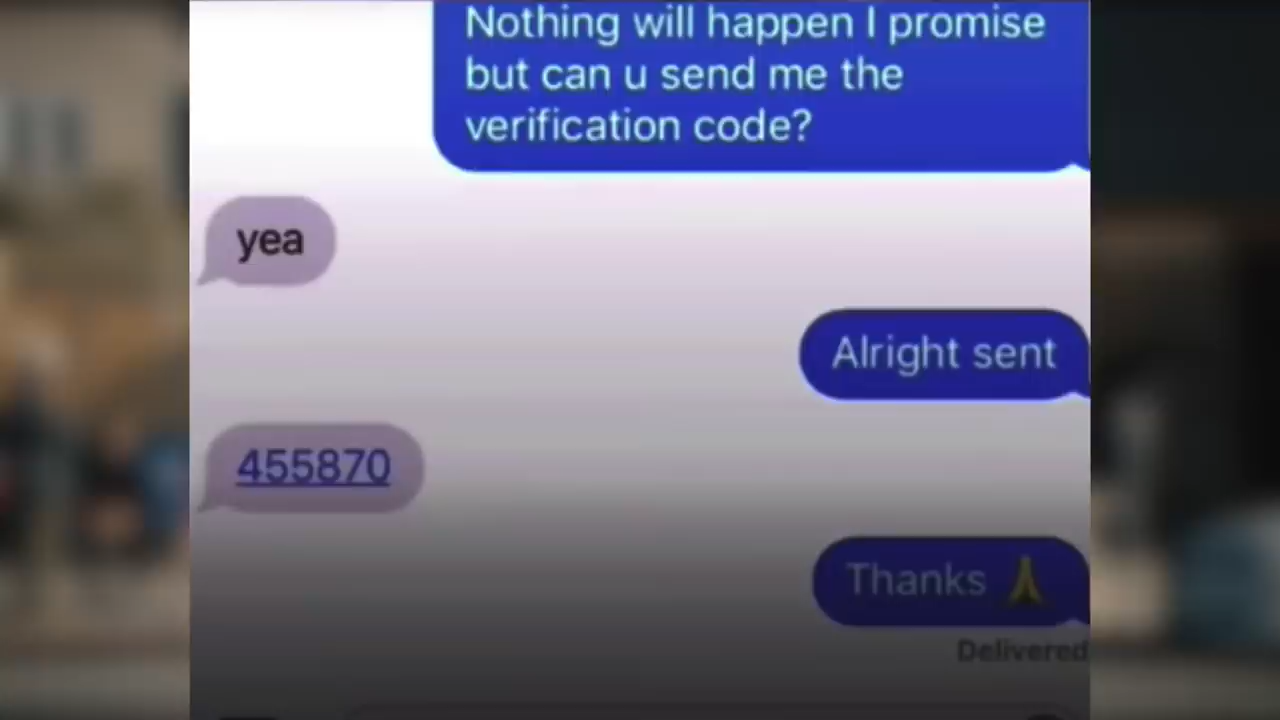 Nothing will happen I promise
but can u send me the
verification code?
yea
Alright sent
455870
Thanks 🙏
Delivered